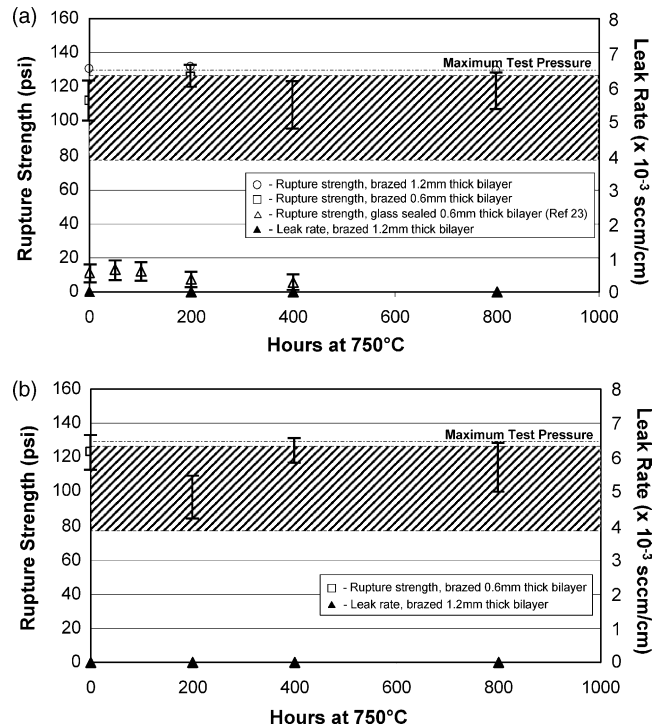 (a)
160
140
120
100
80
60
40
20
0
Rupture Strength (psi)
Maximum Test Pressure
○ - Rupture strength, brazed 1.2mm thick bilayer
□ - Rupture strength, brazed 0.6mm thick bilayer
△ - Rupture strength, glass sealed 0.6mm thick bilayer (Ref 23)
▲ - Leak rate, brazed 1.2mm thick bilayer
8
7
6
5
4
3
2
1
0
Leak Rate (x 10⁻³ sccm/cm)
0 200 400 600 800 1000
Hours at 750°C
(b)
160
140
120
100
80
60
40
20
0
Rupture Strength (psi)
Maximum Test Pressure
□ - Rupture strength, brazed 0.6mm thick bilayer
▲ - Leak rate, brazed 1.2mm thick bilayer
8
7
6
5
4
3
2
1
0
Leak Rate (x 10⁻³ sccm/cm)
0 200 400 600 800 1000
Hours at 750°C